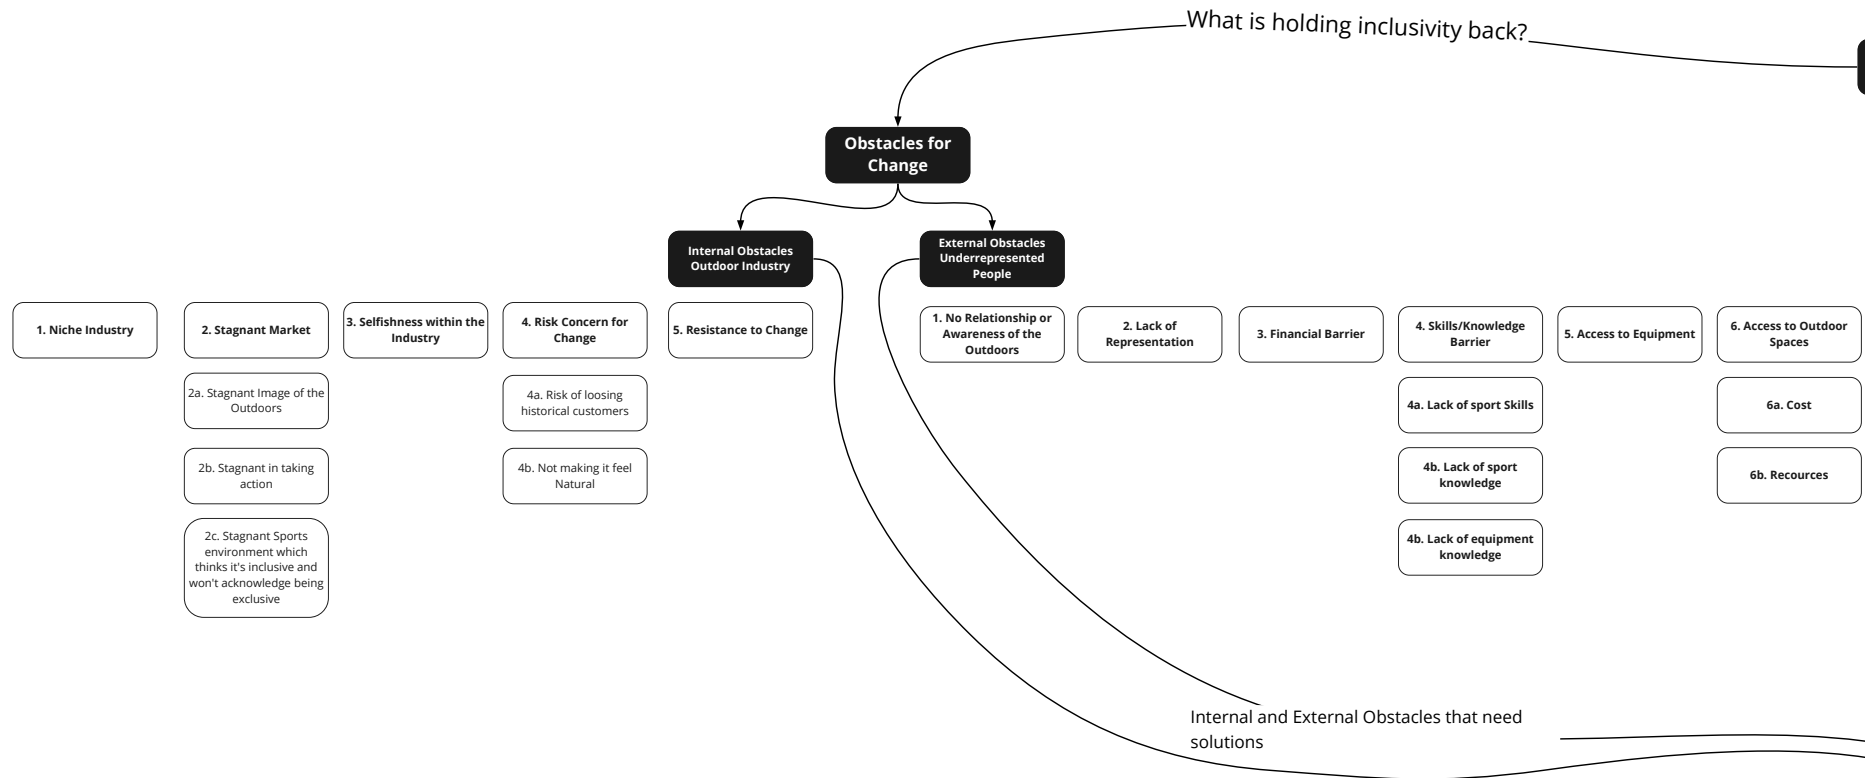 What is holding inclusivity back?
Obstacles for
Change
Internal Obstacles
Outdoor Industry
External Obstacles
Underrepresented
People
1. Niche Industry
2. Stagnant Market
3. Selfishness within the
Industry
4. Risk Concern for
Change
5. Resistance to Change
1. No Relationship or
Awareness of the
Outdoors
2. Lack of
Representation
3. Financial Barrier
4. Skills/Knowledge
Barrier
5. Access to Equipment
6. Access to Outdoor
Spaces
2a. Stagnant Image of the
Outdoors
4a. Risk of loosing
historical customers
4a. Lack of sport Skills
6a. Cost
2b. Stagnant in taking
action
4b. Not making it feel
Natural
4b. Lack of sport
knowledge
6b. Recources
2c. Stagnant Sports
environment which
thinks it's inclusive and
won't acknowledge being
exclusive
4b. Lack of equipment
knowledge
Internal and External Obstacles that need
solutions